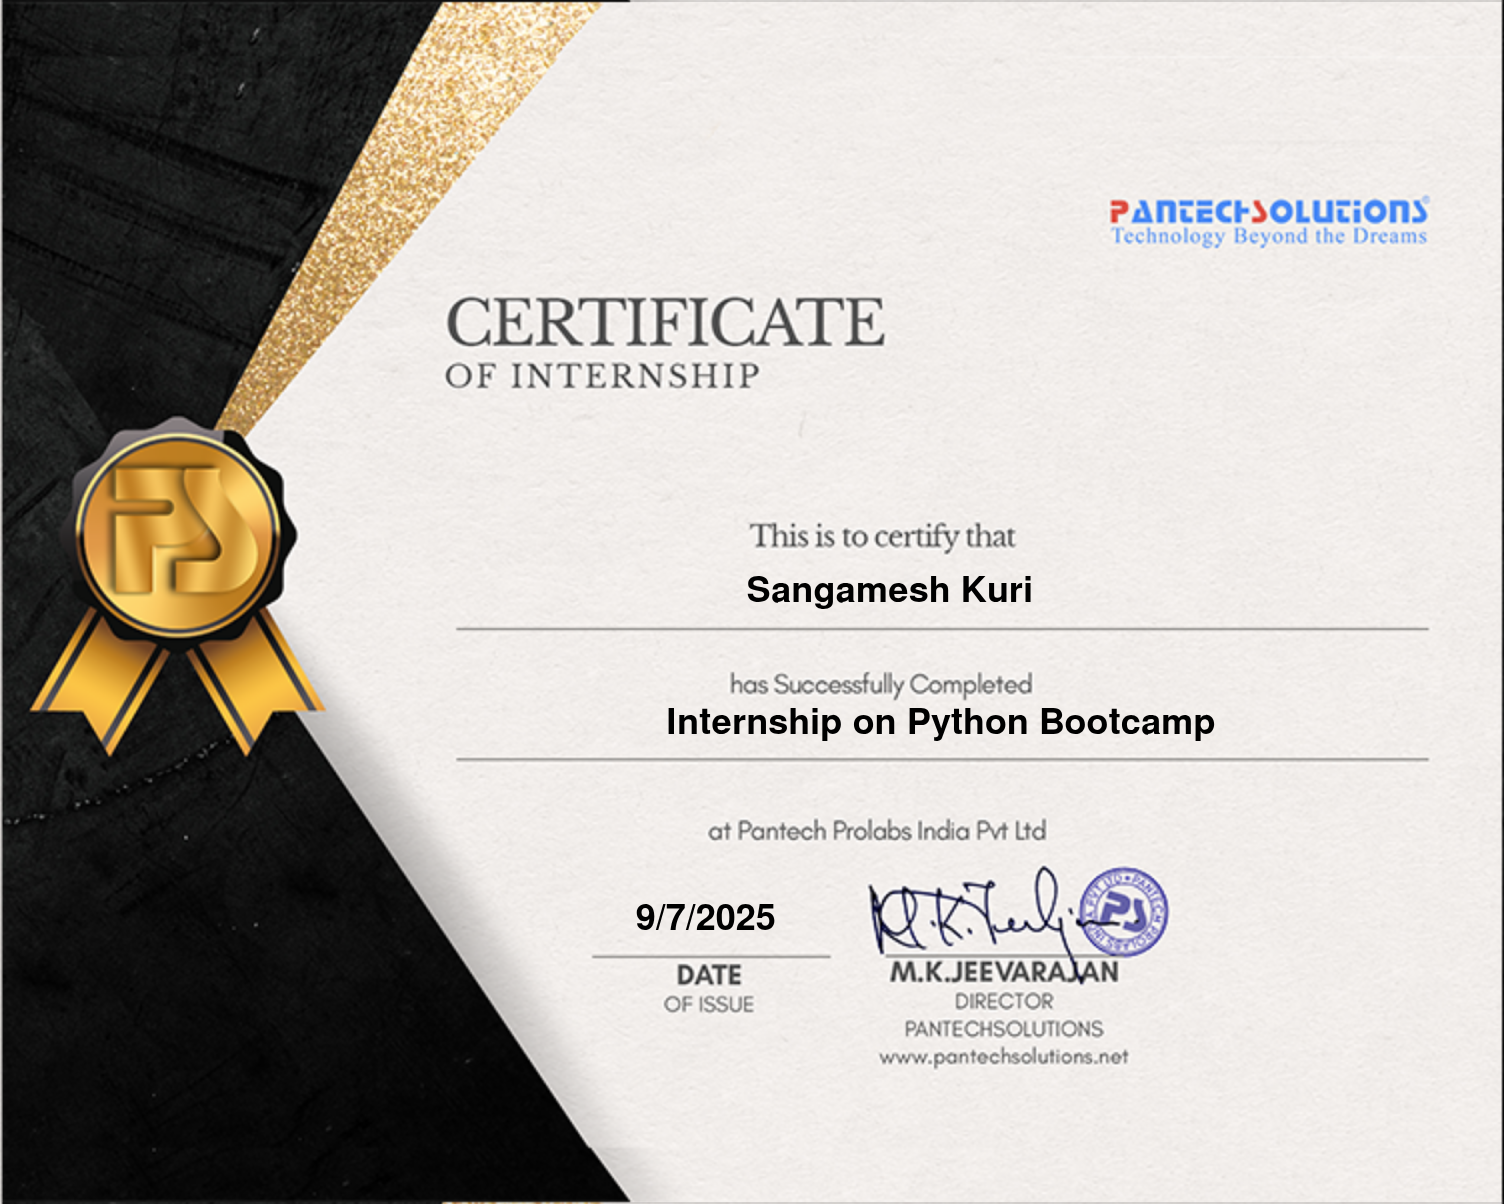 PANTECHSOLUTIONS®
Technology Beyond the Dreams
CERTIFICATE
OF INTERNSHIP
PS
This is to certify that
Sangamesh Kuri
has Successfully Completed
Internship on Python Bootcamp
at Pantech Prolabs India Pvt Ltd
9/7/2025
DATE
OF ISSUE
PS
M.K.JEEVARAJAN
DIRECTOR
PANTECHSOLUTIONS
www.pantechsolutions.net